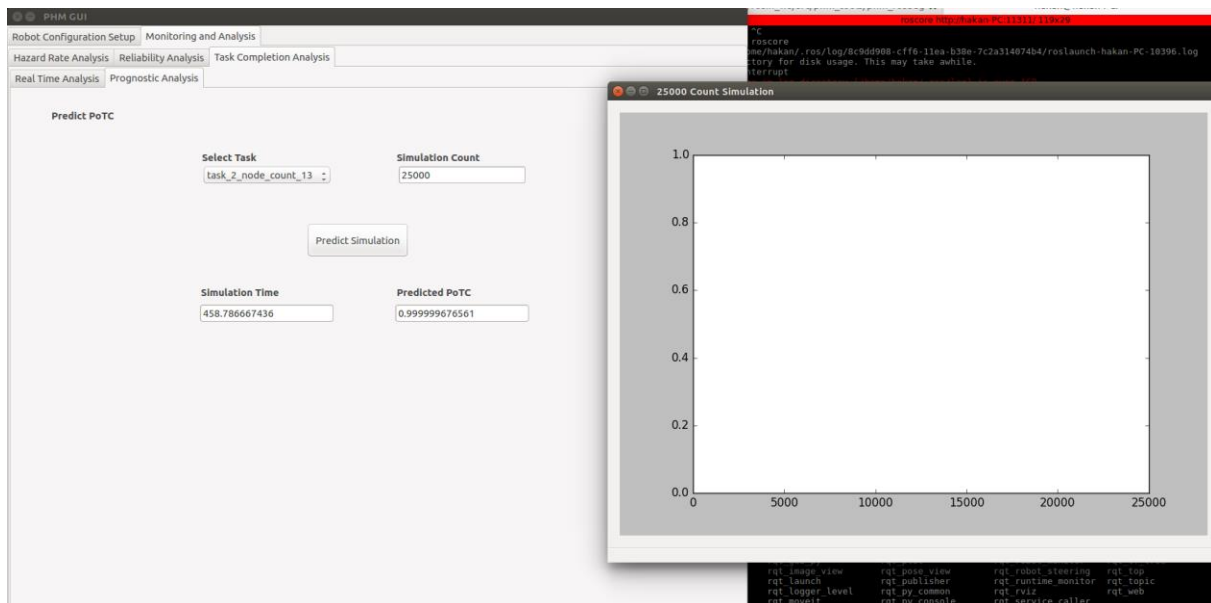 PHM GUI
Robot Configuration Setup Monitoring and Analysis
Hazard Rate Analysis Reliability Analysis Task Completion Analysis
Real Time Analysis Prognostic Analysis
Predict PoTC
Select Task Simulation Count
task_2_node_count_13 25000
Predict Simulation
Simulation Time Predicted PoTC
458.786667436 0.999999676561
roscore http://hakan-PC:11311/ 119x29
^C
roscore
ome/hakan/.ros/log/8c9dd908-cff6-11ea-b38e-7c2a314074b4/roslaunch-hakan-PC-10396.log
ctory for disk usage. This may take awhile.
nterrupt
25000 Count Simulation
1.0
0.8
0.6
0.4
0.2
0.0
0 5000 10000 15000 20000 25000
rqt_image_view rqt_pose_view rqt_robot_steering rqt_top
rqt_launch rqt_publisher rqt_runtime_monitor rqt_topic
rqt_logger_level rqt_py_common rqt_rviz rqt_web
rqt_moveit rqt_py_console rqt_service_caller